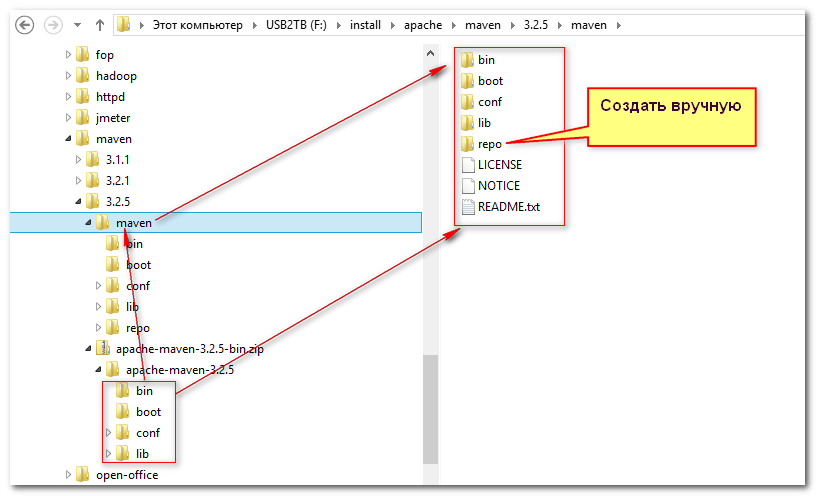 Этот компьютер USB2TB (F:) install apache maven 3.2.5 maven
fop
hadoop
httpd
jmeter
maven
3.1.1
3.2.1
3.2.5
maven
bin
boot
conf
lib
repo
apache-maven-3.2.5-bin.zip
apache-maven-3.2.5
bin
boot
conf
lib
open-office
bin
boot
conf
lib
repo
LICENSE
NOTICE
README.txt
Создать вручную